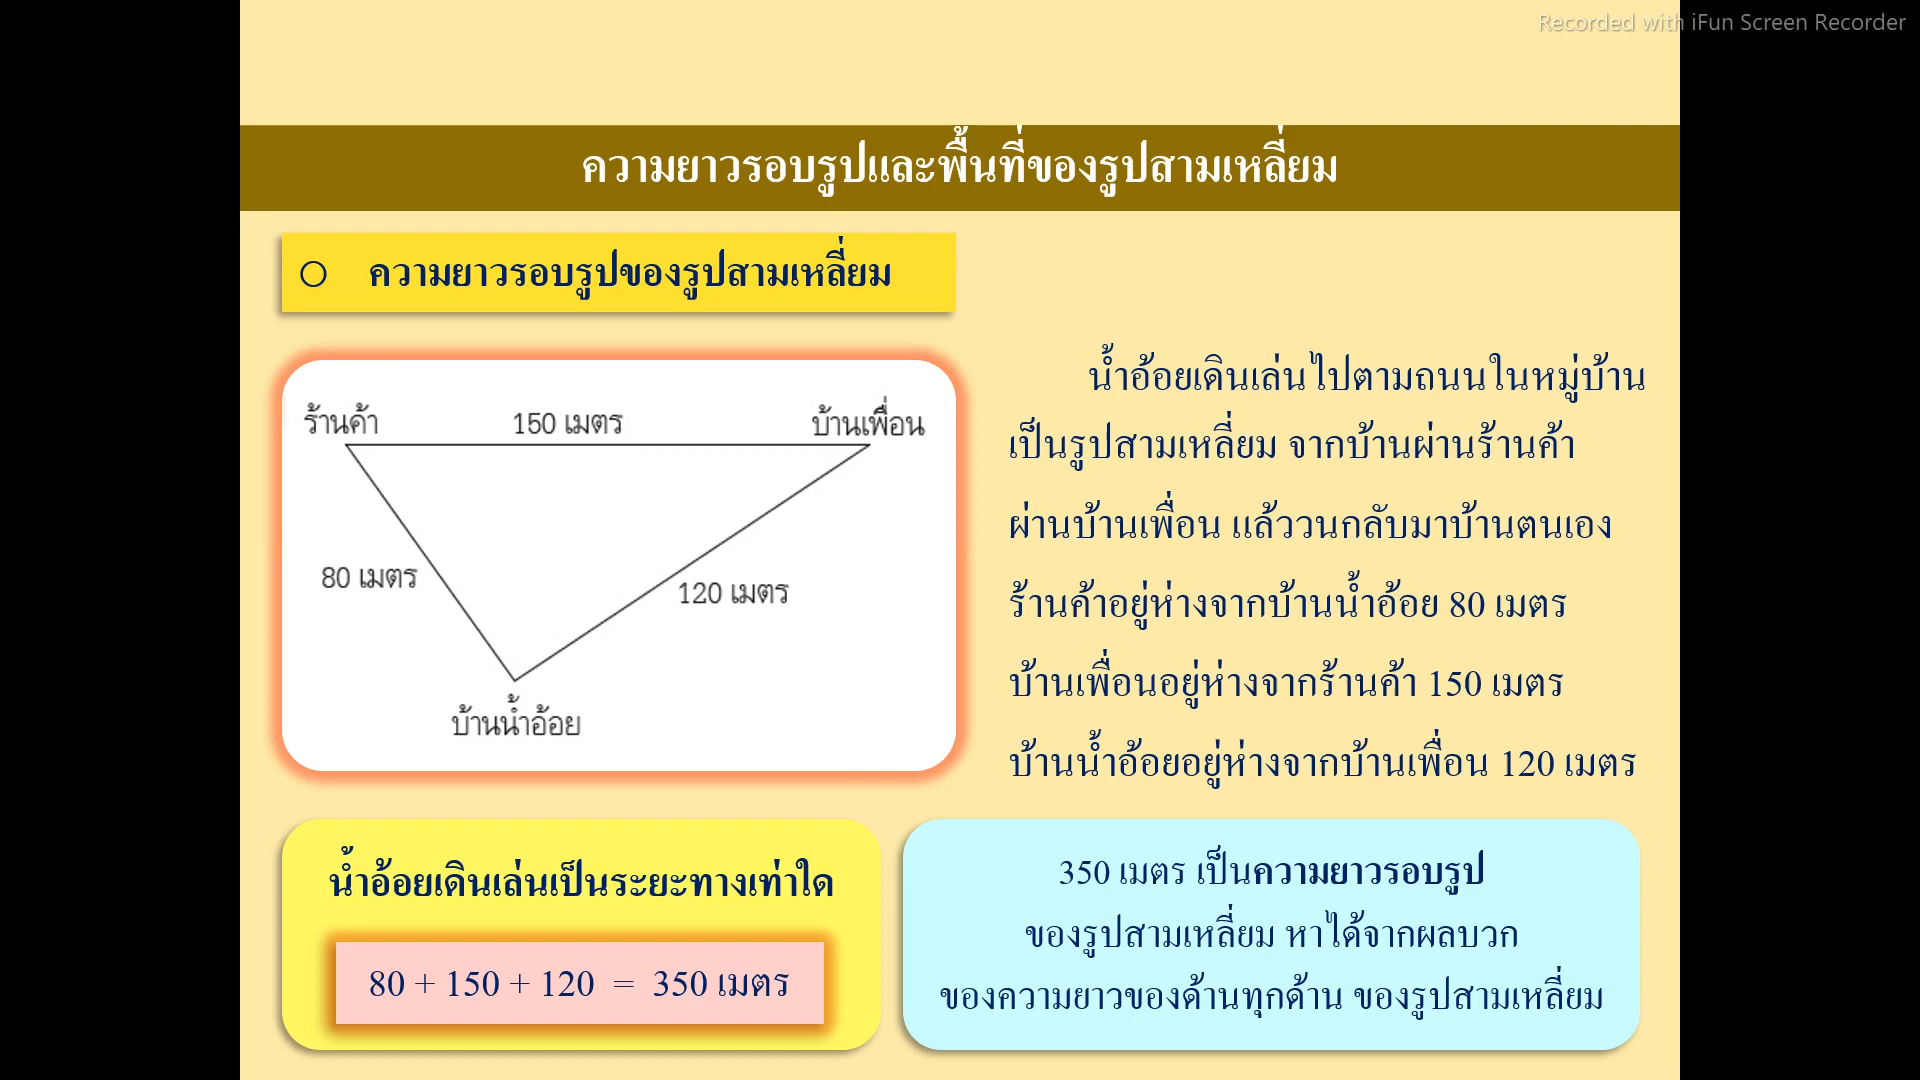 Recorded with iFun Screen Recorder
ความยาวรอบรูปและพื้นที่ของรูปสามเหลี่ยม
ความยาวรอบรูปของรูปสามเหลี่ยม
ร้านค้า 150 เมตร บ้านเพื่อน
80 เมตร
120 เมตร
บ้านน้ำอ้อย
น้ำอ้อยเดินเล่นไปตามถนนในหมู่บ้าน
เป็นรูปสามเหลี่ยม จากบ้านผ่านร้านค้า
ผ่านบ้านเพื่อน แล้ววนกลับมาบ้านตนเอง
ร้านค้าอยู่ห่างจากบ้านน้ำอ้อย 80 เมตร
บ้านเพื่อนอยู่ห่างจากร้านค้า 150 เมตร
บ้านน้ำอ้อยอยู่ห่างจากบ้านเพื่อน 120 เมตร
น้ำอ้อยเดินเล่นเป็นระยะทางเท่าใด
80 + 150 + 120 = 350 เมตร
350 เมตร เป็นความยาวรอบรูป
ของรูปสามเหลี่ยม หาได้จากผลบวก
ของความยาวของด้านทุกด้าน ของรูปสามเหลี่ยม